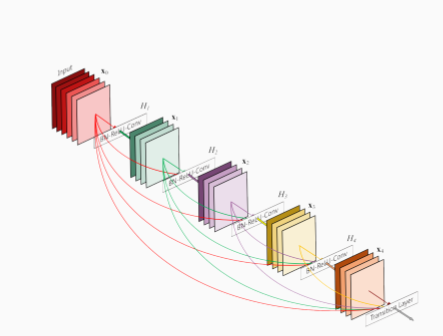 Input
x₀
H₁
BN-ReLU-Conv
x₁
H₂
BN-ReLU-Conv
x₂
H₃
BN-ReLU-Conv
x₃
H₄
BN-ReLU-Conv
x₄
Transition Layer